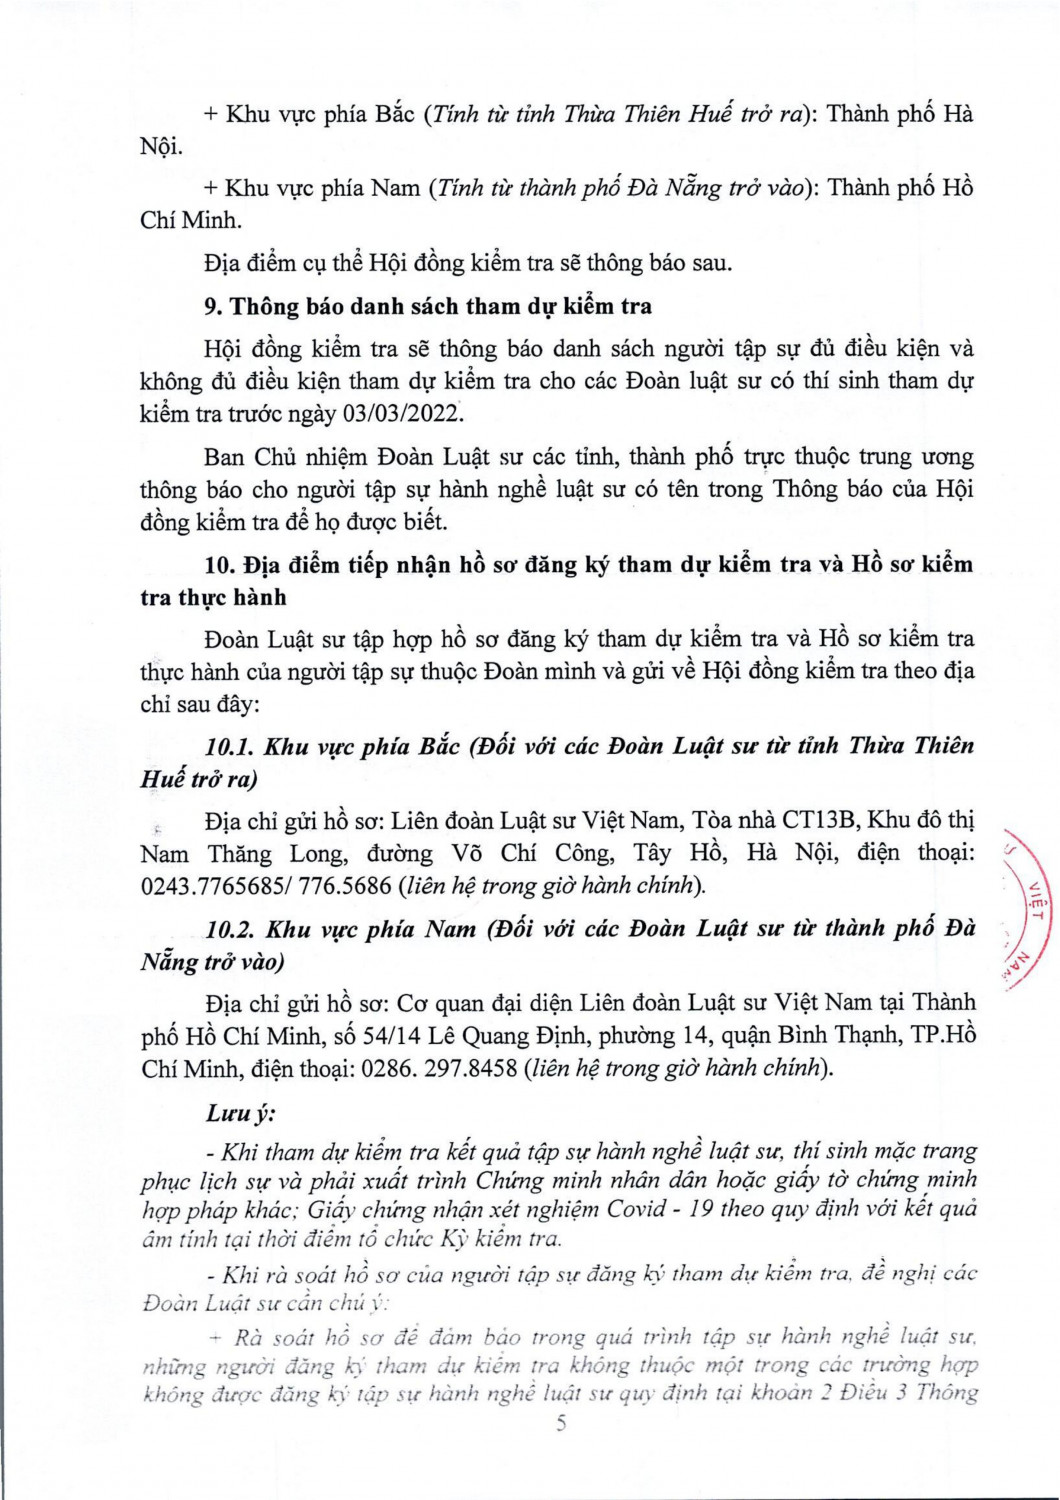 + Khu vực phía Bắc (Tính từ tỉnh Thừa Thiên Huế trở ra): Thành phố Hà
Nội.
+ Khu vực phía Nam (Tính từ thành phố Đà Nẵng trở vào): Thành phố Hồ
Chí Minh.
Địa điểm cụ thể Hội đồng kiểm tra sẽ thông báo sau.
9. Thông báo danh sách tham dự kiểm tra
Hội đồng kiểm tra sẽ thông báo danh sách người tập sự đủ điều kiện và
không đủ điều kiện tham dự kiểm tra cho các Đoàn luật sư có thí sinh tham dự
kiểm tra trước ngày 03/03/2022.
Ban Chủ nhiệm Đoàn Luật sư các tỉnh, thành phố trực thuộc trung ương
thông báo cho người tập sự hành nghề luật sư có tên trong Thông báo của Hội
đồng kiểm tra để họ được biết.
10. Địa điểm tiếp nhận hồ sơ đăng ký tham dự kiểm tra và Hồ sơ kiểm
tra thực hành
Đoàn Luật sư tập hợp hồ sơ đăng ký tham dự kiểm tra và Hồ sơ kiểm tra
thực hành của người tập sự thuộc Đoàn mình và gửi về Hội đồng kiểm tra theo địa
chỉ sau đây:
10.1. Khu vực phía Bắc (Đối với các Đoàn Luật sư từ tỉnh Thừa Thiên
Huế trở ra)
Địa chỉ gửi hồ sơ: Liên đoàn Luật sư Việt Nam, Tòa nhà CT13B, Khu đô thị
Nam Thăng Long, đường Võ Chí Công, Tây Hồ, Hà Nội, điện thoại:
0243.7765685/ 776.5686 (liên hệ trong giờ hành chính).
10.2. Khu vực phía Nam (Đối với các Đoàn Luật sư từ thành phố Đà
Nẵng trở vào)
Địa chỉ gửi hồ sơ: Cơ quan đại diện Liên đoàn Luật sư Việt Nam tại Thành
phố Hồ Chí Minh, số 54/14 Lê Quang Định, phường 14, quận Bình Thạnh, TP.Hồ
Chí Minh, điện thoại: 0286. 297.8458 (liên hệ trong giờ hành chính).
Lưu ý:
- Khi tham dự kiểm tra kết quả tập sự hành nghề luật sư, thí sinh mặc trang
phục lịch sự và phải xuất trình Chứng minh nhân dân hoặc giấy tờ chứng minh
hợp pháp khác; Giấy chứng nhận xét nghiệm Covid - 19 theo quy định với kết quả
âm tính tại thời điểm tổ chức Kỳ kiểm tra.
- Khi rà soát hồ sơ của người tập sự đăng ký tham dự kiểm tra, đề nghị các
Đoàn Luật sư cần chú ý:
+ Rà soát hồ sơ để đảm bảo trong quá trình tập sự hành nghề luật sư,
những người đăng ký tham dự kiểm tra không thuộc một trong các trường hợp
không được đăng ký tập sự hành nghề luật sư quy định tại khoản 2 Điều 3 Thông
5
VIỆT NAM